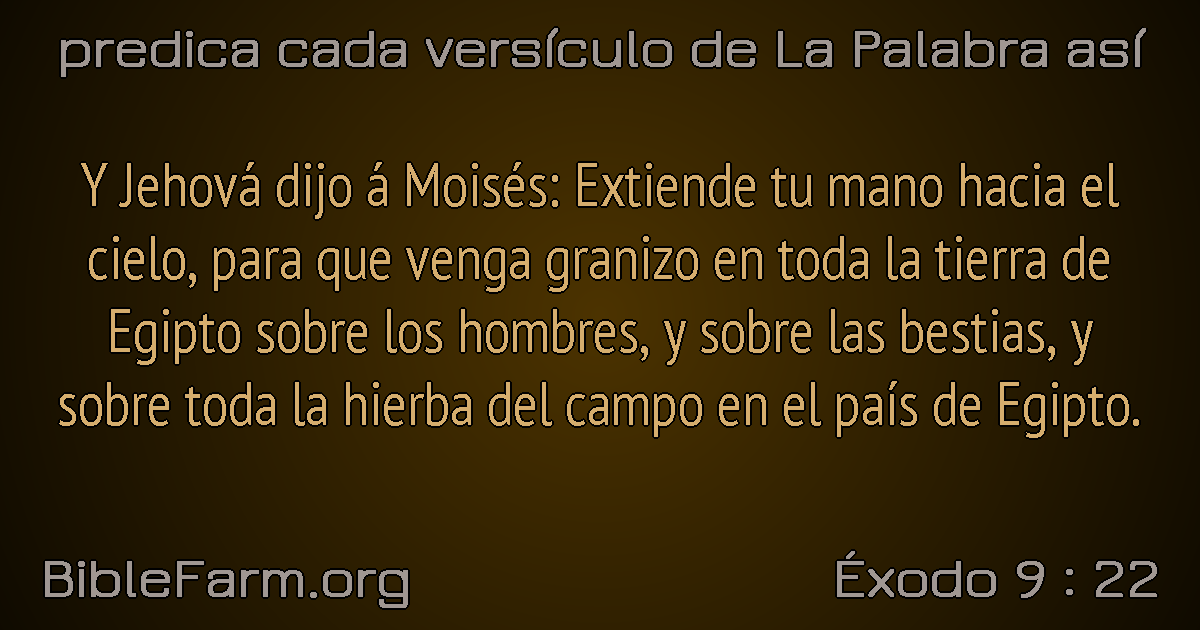 predica cada versículo de La Palabra así
Y Jehová dijo á Moisés: Extiende tu mano hacia el
cielo, para que venga granizo en toda la tierra de
Egipto sobre los hombres, y sobre las bestias, y
sobre toda la hierba del campo en el país de Egipto.
BibleFarm.org
Éxodo 9 : 22